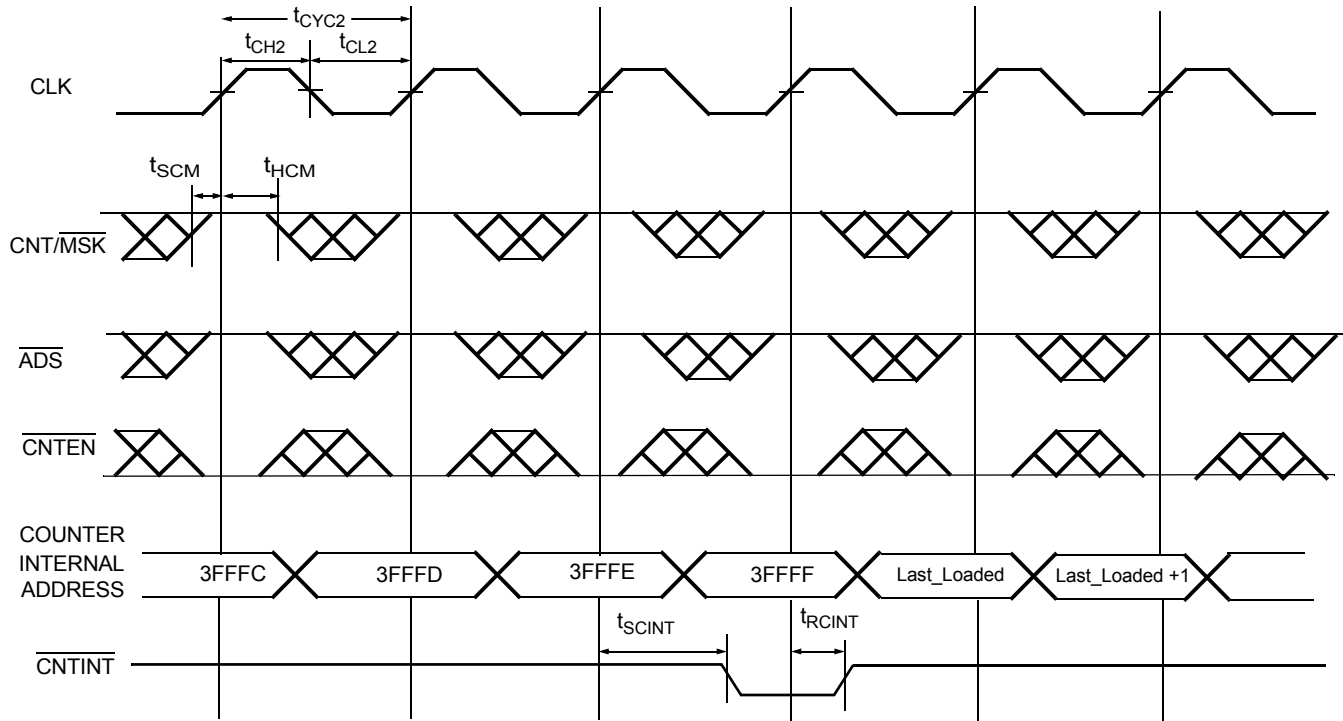 tCYC2
tCH2 tCL2
CLK
tSCM tHCM
CNT/MSK
ADS
CNTEN
COUNTER
INTERNAL
ADDRESS
3FFFC 3FFFD 3FFFE 3FFFF Last_Loaded Last_Loaded +1
tSCINT tRCINT
CNTINT